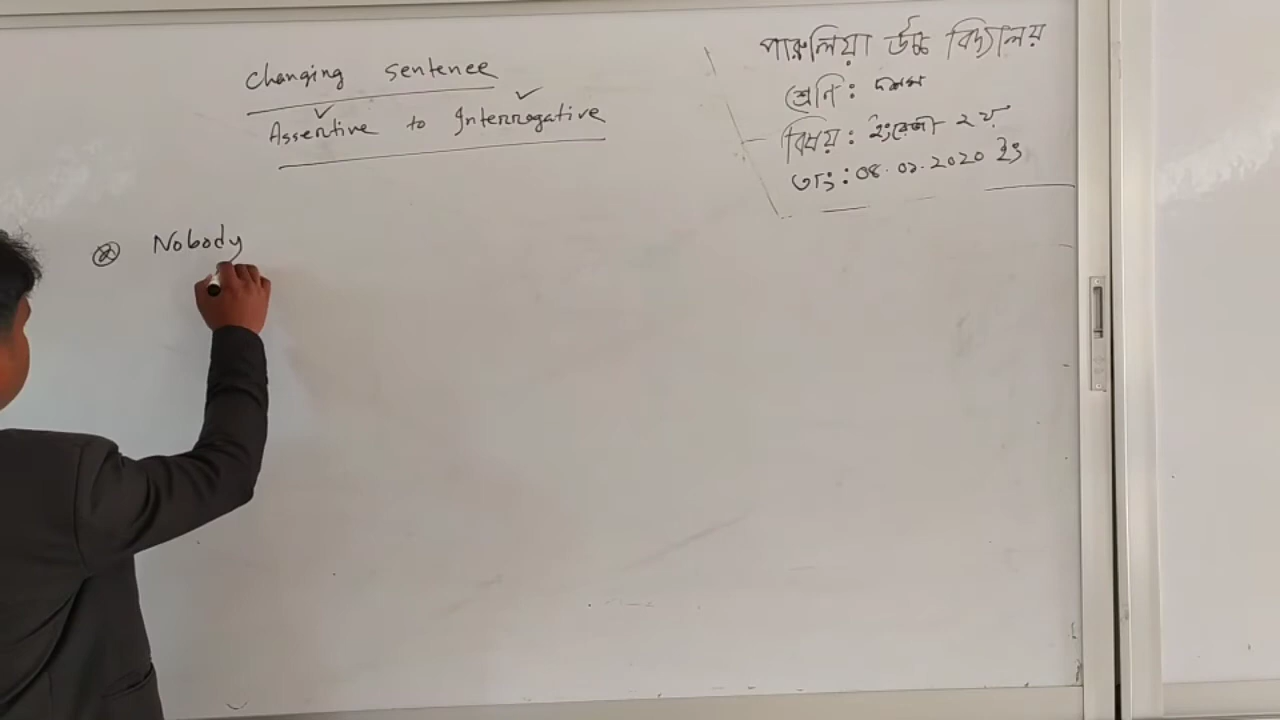 Changing sentence
Assertive to Interrogative
পারুলিয়া উচ্চ বিদ্যালয়
শ্রেণি : দশম
বিষয় : ইংরেজী ২য়
তাং : 08.02.2020 ইং
Nobody